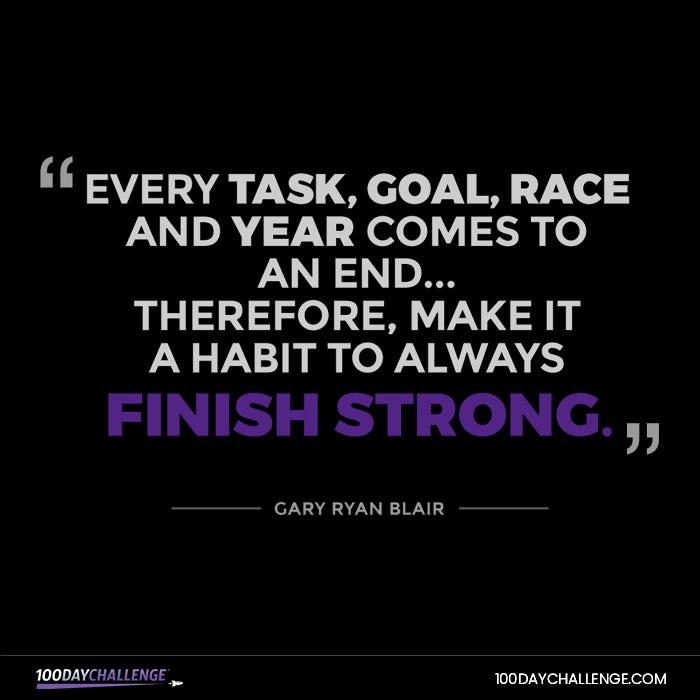 “ EVERY TASK, GOAL, RACE
AND YEAR COMES TO
AN END...
THEREFORE, MAKE IT
A HABIT TO ALWAYS
FINISH STRONG. ”
GARY RYAN BLAIR
100DAYCHALLENGE
100DAYCHALLENGE.COM